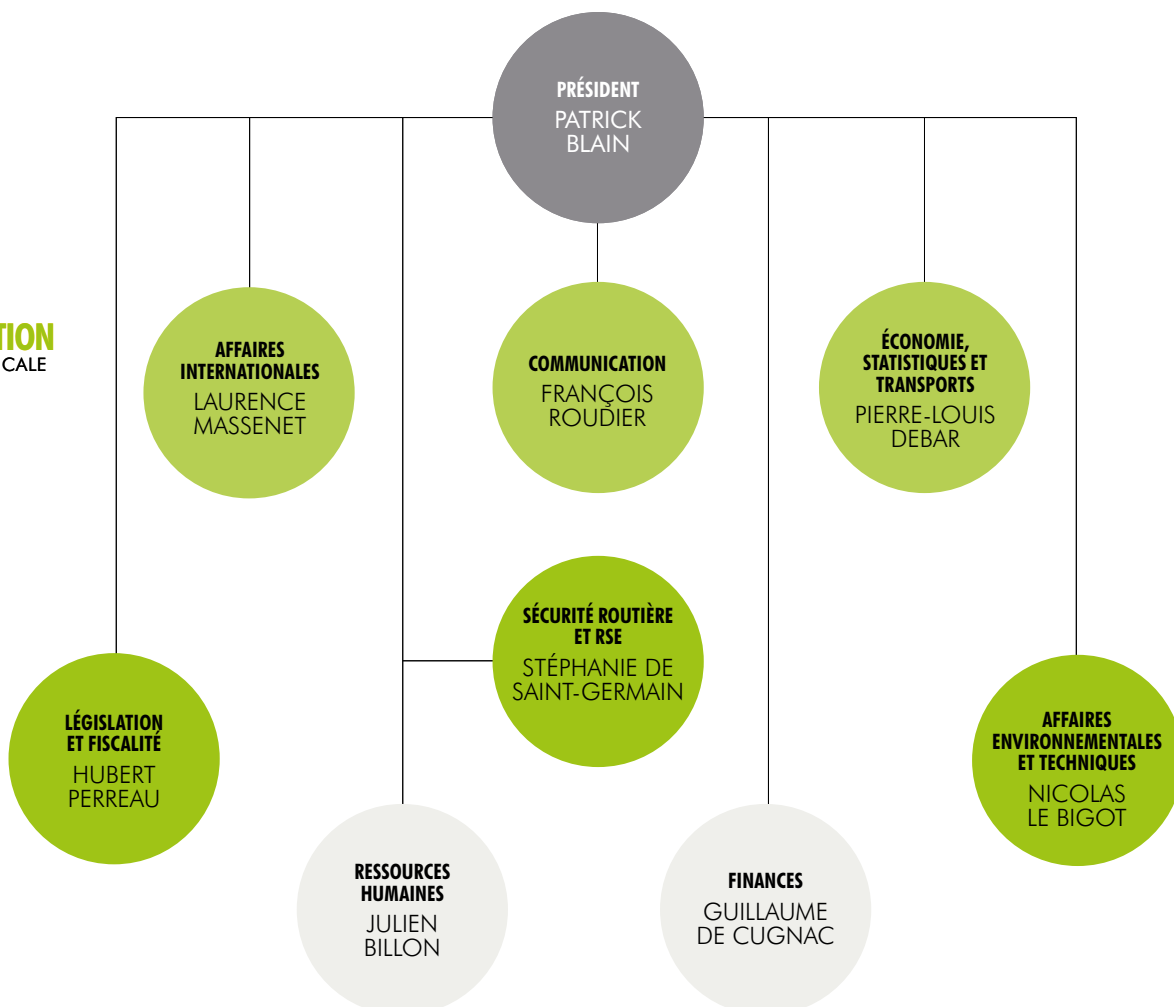 PRÉSIDENT
PATRICK
BLAIN
TION
CALE
AFFAIRES
INTERNATIONALES
LAURENCE
MASSENET
COMMUNICATION
FRANÇOIS
ROUDIER
ÉCONOMIE,
STATISTIQUES ET
TRANSPORTS
PIERRE-LOUIS
DEBAR
SÉCURITÉ ROUTIÈRE
ET RSE
STÉPHANIE DE
SAINT-GERMAIN
LÉGISLATION
ET FISCALITÉ
HUBERT
PERREAU
AFFAIRES
ENVIRONNEMENTALES
ET TECHNIQUES
NICOLAS
LE BIGOT
RESSOURCES
HUMAINES
JULIEN
BILLON
FINANCES
GUILLAUME
DE CUGNAC